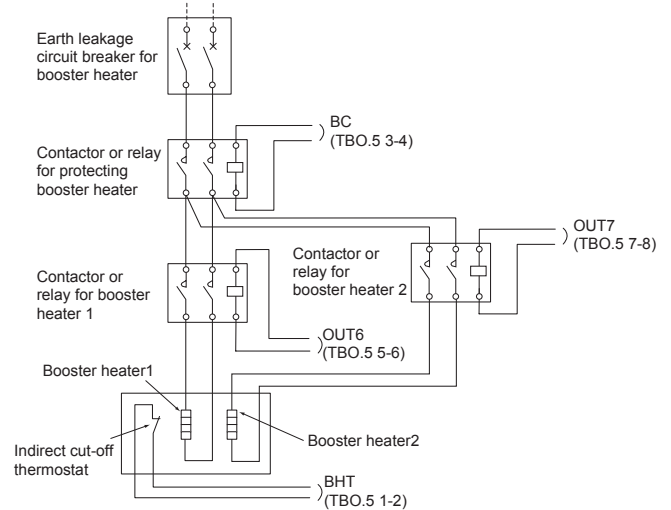 Earth leakage
circuit breaker for
booster heater
BC
(TBO.5 3-4)
Contactor or relay
for protecting
booster heater
OUT7
(TBO.5 7-8)
Contactor or
relay for
booster heater 2
Contactor or
relay for booster
heater 1
OUT6
(TBO.5 5-6)
Booster heater1
Booster heater2
Indirect cut-off
thermostat
BHT
(TBO.5 1-2)